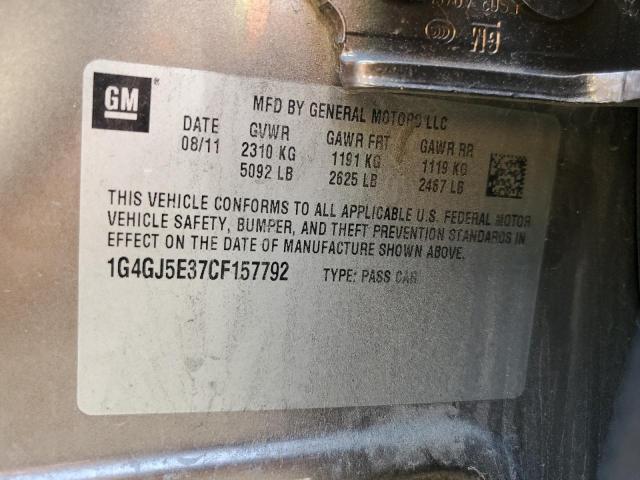 GM
MFD BY GENERAL MOTORS LLC
DATE GVWR GAWR FRT GAWR RR
08/11 2310 KG 1191 KG 1119 KG
5092 LB 2625 LB 2467 LB
THIS VEHICLE CONFORMS TO ALL APPLICABLE U.S. FEDERAL MOTOR
VEHICLE SAFETY, BUMPER, AND THEFT PREVENTION STANDARDS IN
EFFECT ON THE DATE OF MANUFACTURE SHOWN ABOVE.
1G4GJ5E37CF157792 TYPE: PASS CAR